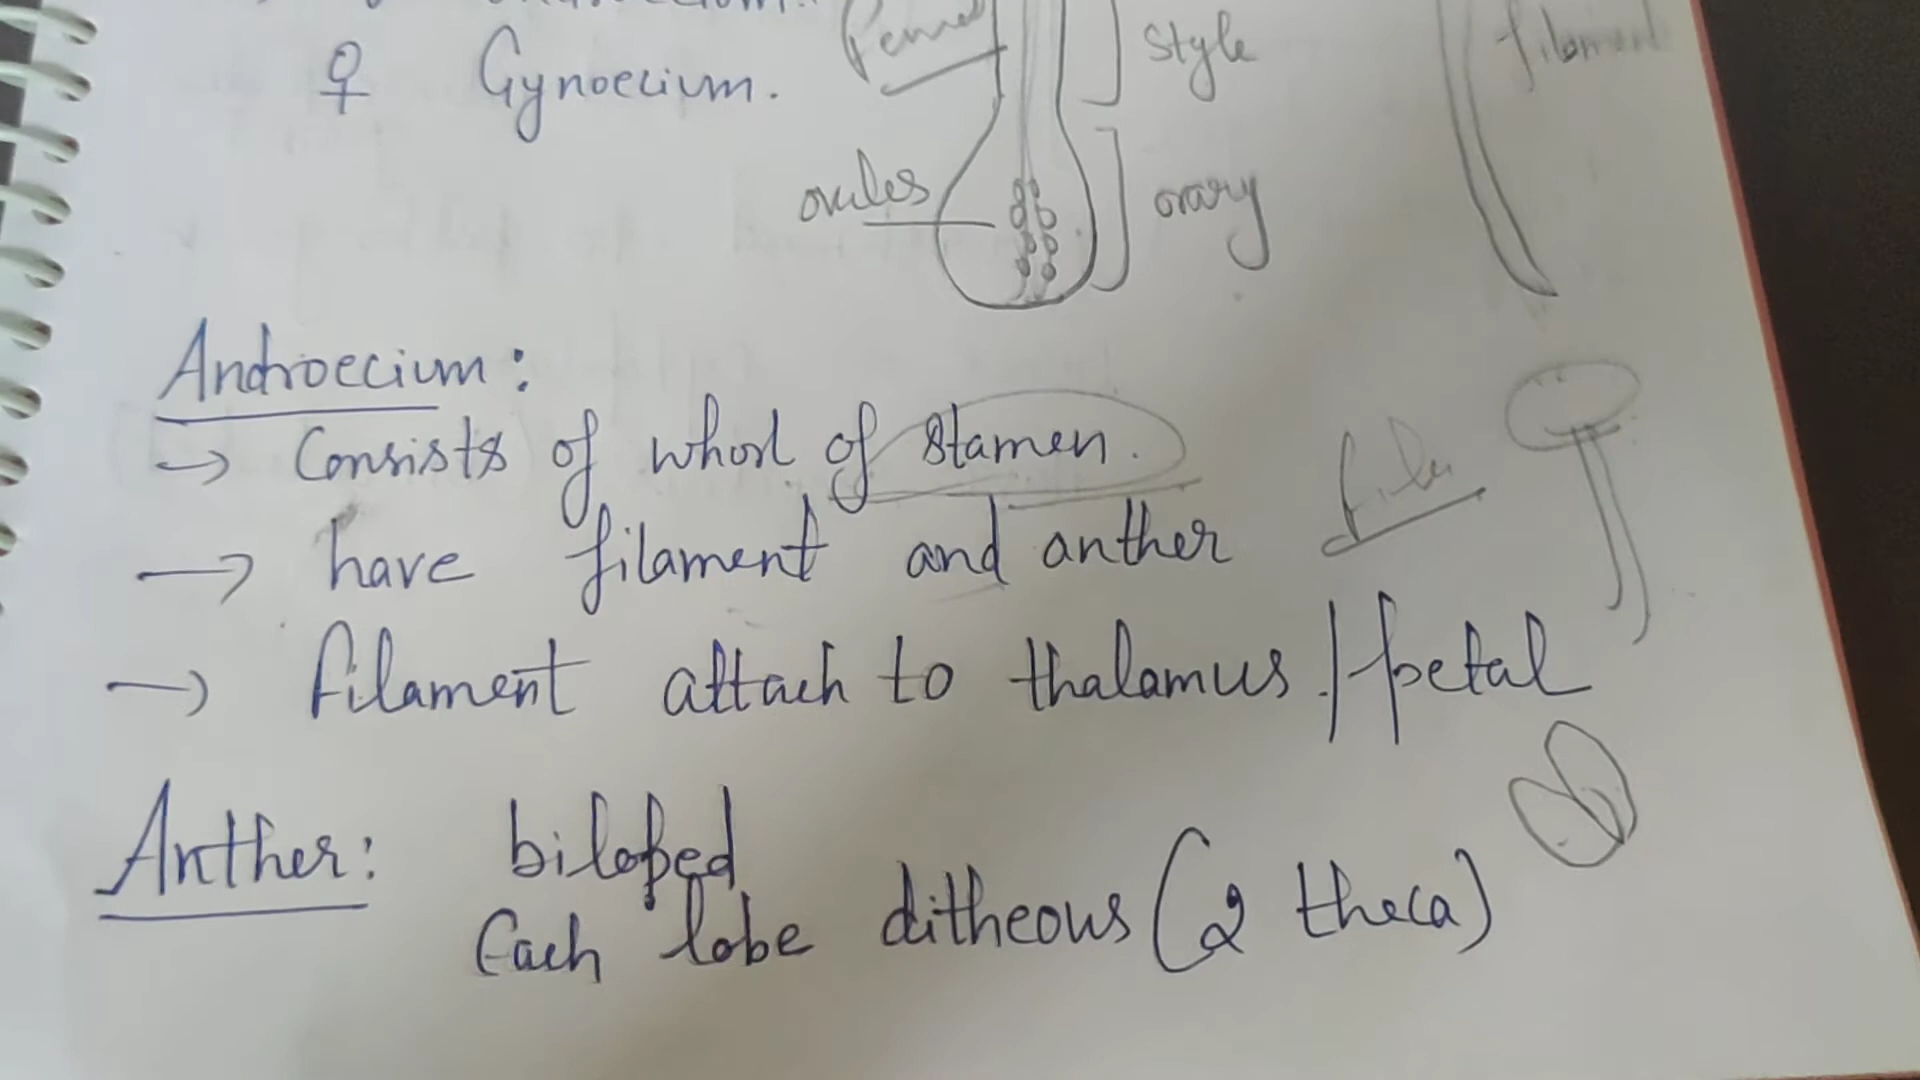 ♀ Gynoecium.
style
filament
ovules
ovary
Androecium:
→ Consists of whorl of stamen.
→ have filament and anther
→ filament attach to thalamus / petal
Anther: bilobed
Each lobe ditheous (2 theca)